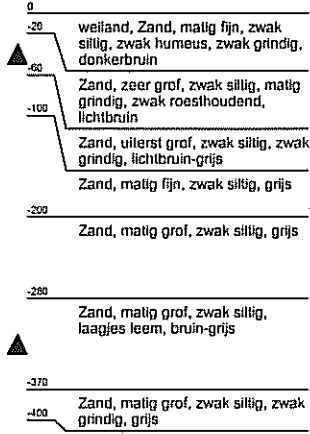 0
-20
weiland, Zand, matig fijn, zwak
siltig, zwak humeus, zwak grindig,
donkerbruin
-60
Zand, zeer grof, zwak siltig, matig
grindig, zwak roesthoudend,
lichtbruin
-100
Zand, uiterst grof, zwak siltig, zwak
grindig, lichtbruin-grijs
Zand, matig fijn, zwak siltig, grijs
-200
Zand, matig grof, zwak siltig, grijs
-280
Zand, matig grof, zwak siltig,
laagjes leem, bruin-grijs
-370
Zand, matig grof, zwak siltig, zwak
grindig, grijs
-400